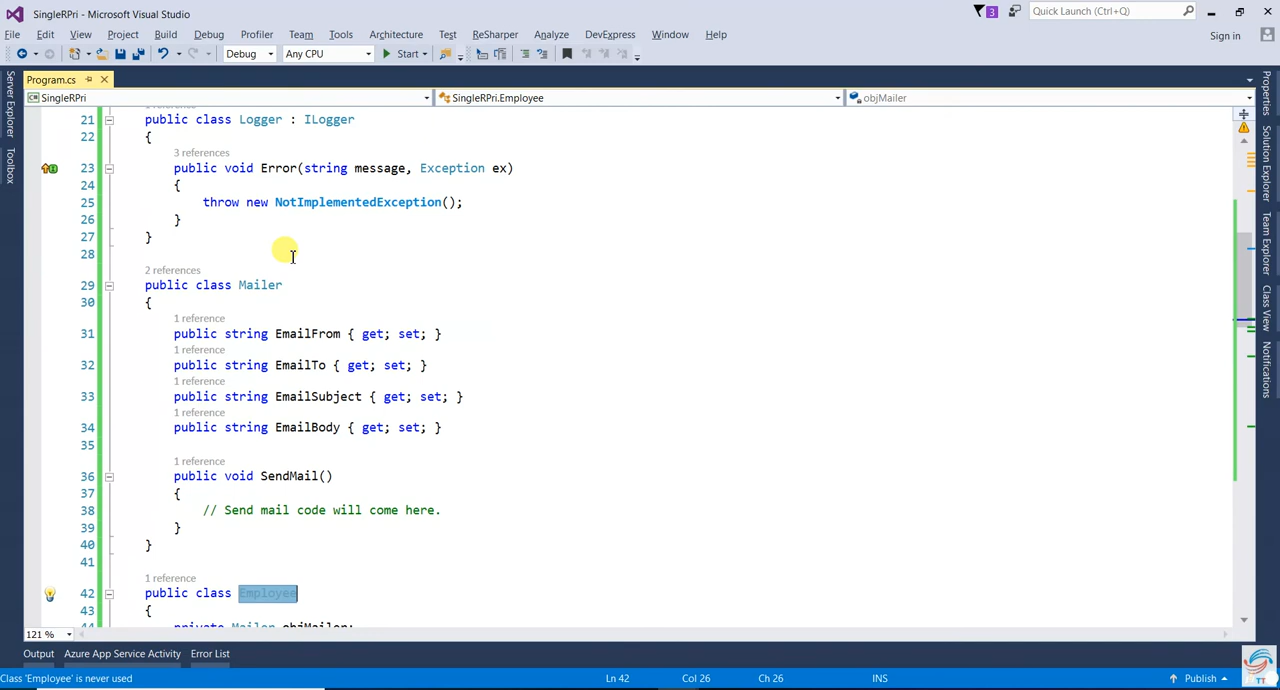 SingleRPri - Microsoft Visual Studio
3
Quick Launch (Ctrl+Q)
File Edit View Project Build Debug Profiler Team Tools Architecture Test ReSharper Analyze DevExpress Window Help
Sign in
Debug Any CPU Start
Program.cs
SingleRPri SingleRPri.Employee objMailer
Server Explorer
Toolbox
21 public class Logger : ILogger
22 {
3 references
23 public void Error(string message, Exception ex)
24 {
25 throw new NotImplementedException();
26 }
27 }
28
2 references
29 public class Mailer
30 {
1 reference
31 public string EmailFrom { get; set; }
1 reference
32 public string EmailTo { get; set; }
1 reference
33 public string EmailSubject { get; set; }
1 reference
34 public string EmailBody { get; set; }
35
1 reference
36 public void SendMail()
37 {
38 // Send mail code will come here.
39 }
40 }
41
1 reference
42 public class Employee
43 {
44 private Mailer objMailer;
Properties
Solution Explorer
Team Explorer
Class View
Notifications
121 %
Output Azure App Service Activity Error List
Class 'Employee' is never used Ln 42 Col 26 Ch 26 INS Publish
TT